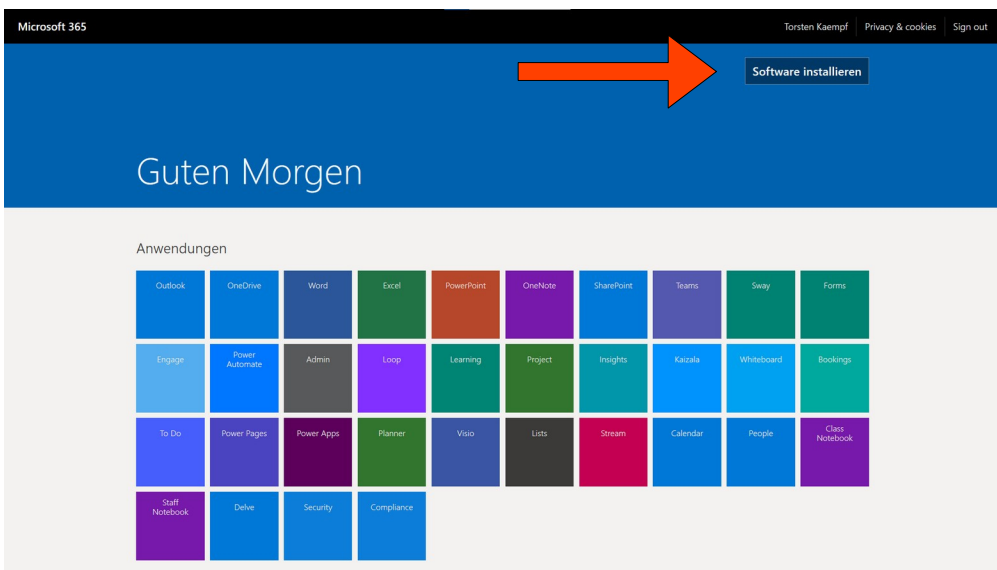 Microsoft 365
Torsten Kaempf
Privacy & cookies
Sign out
Software installieren
Guten Morgen
Anwendungen
Outlook
OneDrive
Word
Excel
PowerPoint
OneNote
SharePoint
Teams
Sway
Forms
Engage
Power
Automate
Admin
Loop
Learning
Project
Insights
Kaizala
Whiteboard
Bookings
To Do
Power Pages
Power Apps
Planner
Visio
Lists
Stream
Calendar
People
Class
Notebook
Staff
Notebook
Delve
Security
Compliance